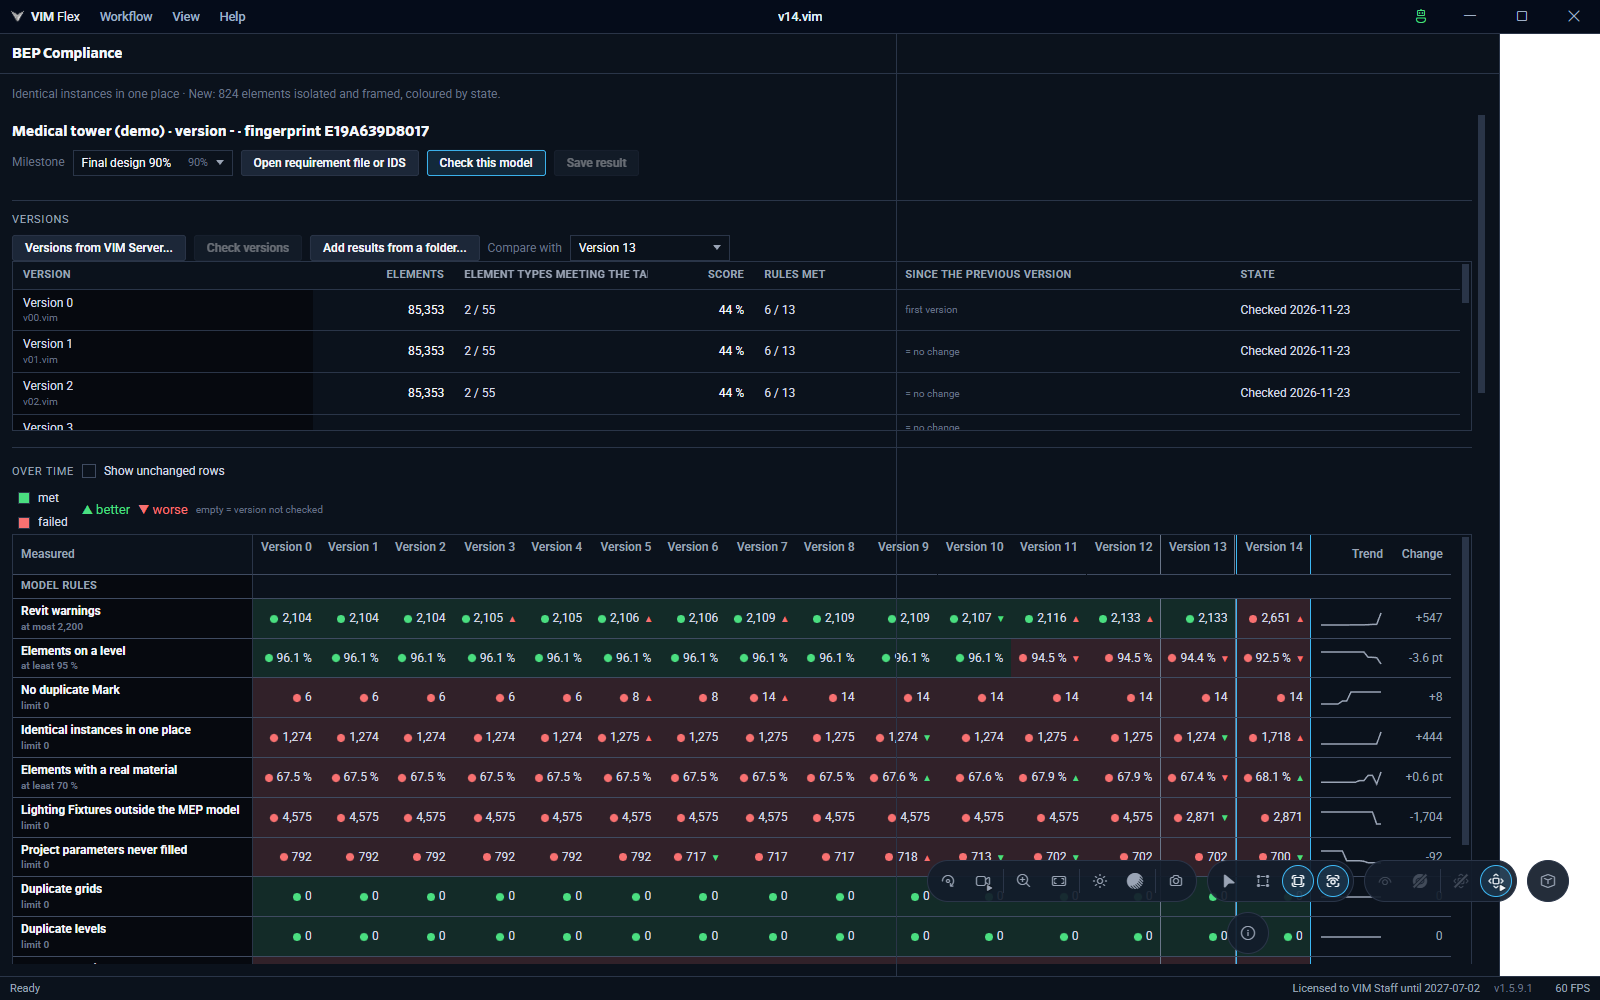 VIM Flex Workflow View Help v14.vim
BEP Compliance
Identical instances in one place · New: 824 elements isolated and framed, coloured by state.
Medical tower (demo) · version - · fingerprint E19A639D8017
Milestone Final design 90% 90% Open requirement file or IDS Check this model Save result
VERSIONS
Versions from VIM Server... Check versions Add results from a folder... Compare with Version 13
VERSION ELEMENTS ELEMENT TYPES MEETING THE TA SCORE RULES MET SINCE THE PREVIOUS VERSION STATE
Version 0 85,353 2 / 55 44 % 6 / 13 first version Checked 2026-11-23
v00.vim
Version 1 85,353 2 / 55 44 % 6 / 13 = no change Checked 2026-11-23
v01.vim
Version 2 85,353 2 / 55 44 % 6 / 13 = no change Checked 2026-11-23
v02.vim
Version 3 = no change
OVER TIME Show unchanged rows
met
▲ better ▼ worse empty = version not checked
failed
Measured Version 0 Version 1 Version 2 Version 3 Version 4 Version 5 Version 6 Version 7 Version 8 Version 9 Version 10 Version 11 Version 12 Version 13 Version 14 Trend Change
MODEL RULES
Revit warnings 2,104 2,104 2,104 2,105 ▲ 2,105 2,106 ▲ 2,106 2,109 ▲ 2,109 2,109 2,107 ▼ 2,116 ▲ 2,133 ▲ 2,133 2,651 ▲ +547
at most 2,200
Elements on a level 96.1 % 96.1 % 96.1 % 96.1 % 96.1 % 96.1 % 96.1 % 96.1 % 96.1 % 96.1 % 96.1 % 94.5 % ▼ 94.5 % 94.4 % ▼ 92.5 % ▼ -3.6 pt
at least 95 %
No duplicate Mark 6 6 6 6 6 8 ▲ 8 14 ▲ 14 14 14 14 14 14 14 +8
limit 0
Identical instances in one place 1,274 1,274 1,274 1,274 1,274 1,275 ▲ 1,275 1,275 1,275 1,274 ▼ 1,274 1,275 ▲ 1,275 1,274 ▼ 1,718 ▲ +444
limit 0
Elements with a real material 67.5 % 67.5 % 67.5 % 67.5 % 67.5 % 67.5 % 67.5 % 67.5 % 67.5 % 67.6 % ▲ 67.6 % 67.9 % ▲ 67.9 % 67.4 % ▼ 68.1 % ▲ +0.6 pt
at least 70 %
Lighting Fixtures outside the MEP model 4,575 4,575 4,575 4,575 4,575 4,575 4,575 4,575 4,575 4,575 4,575 4,575 4,575 2,871 ▼ 2,871 -1,704
limit 0
Project parameters never filled 792 792 792 792 792 792 717 ▼ 717 717 718 ▲ 713 ▼ 702 ▼ 702 702 700 ▼ -92
limit 0
Duplicate grids 0 0 0 0 0 0 0 0 0 0
limit 0
Duplicate levels 0 0 0 0 0 0 0 0 0 0 0 0 0 0 0 0
limit 0
Ready Licensed to VIM Staff until 2027-07-02 v1.5.9.1 60 FPS